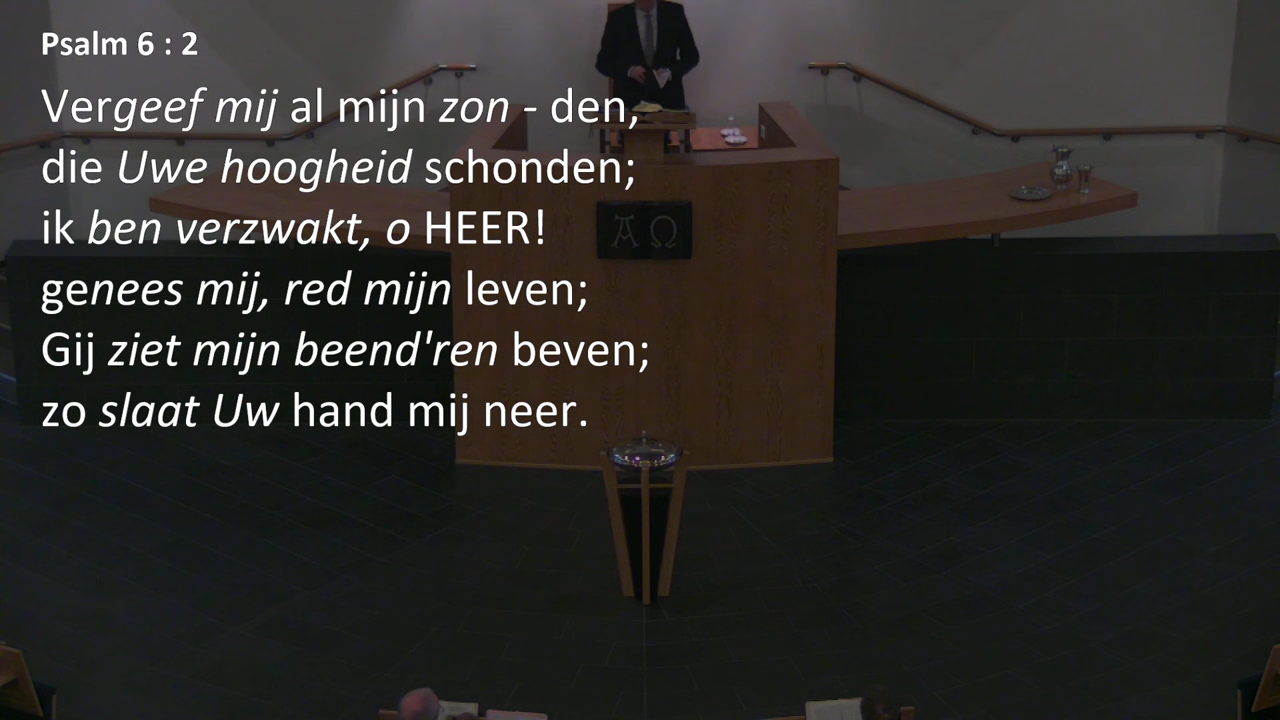 Psalm 6 : 2
Vergeef mij al mijn zon - den,
die Uwe hoogheid schonden;
ik ben verzwakt, o HEER!
genees mij, red mijn leven;
Gij ziet mijn beend'ren beven;
zo slaat Uw hand mij neer.
Α Ω